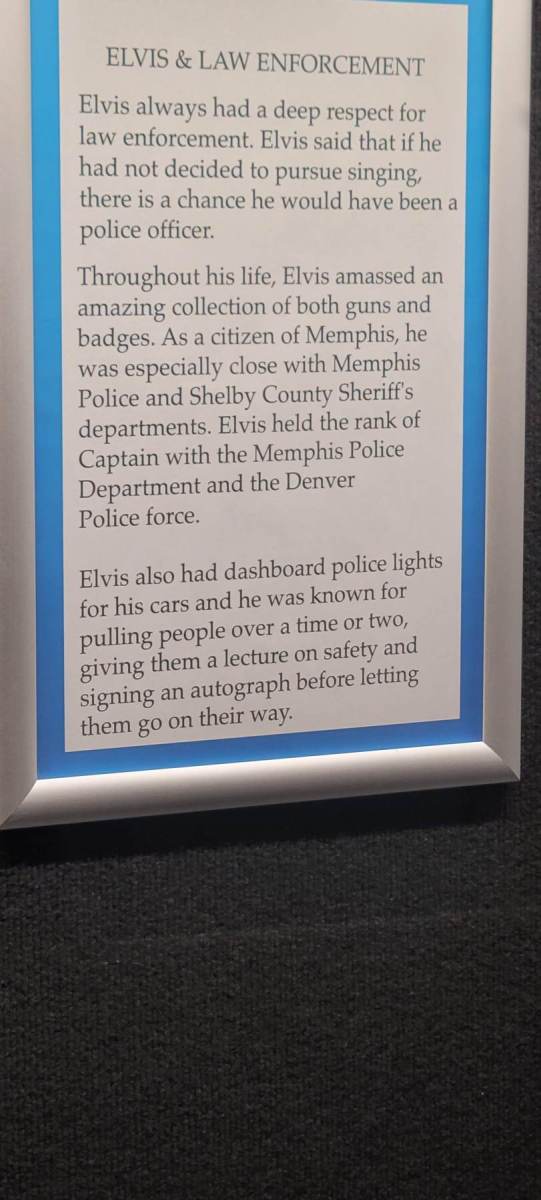 ELVIS & LAW ENFORCEMENT
Elvis always had a deep respect for
law enforcement. Elvis said that if he
had not decided to pursue singing,
there is a chance he would have been a
police officer.
Throughout his life, Elvis amassed an
amazing collection of both guns and
badges. As a citizen of Memphis, he
was especially close with Memphis
Police and Shelby County Sheriff's
departments. Elvis held the rank of
Captain with the Memphis Police
Department and the Denver
Police force.
Elvis also had dashboard police lights
for his cars and he was known for
pulling people over a time or two,
giving them a lecture on safety and
signing an autograph before letting
them go on their way.